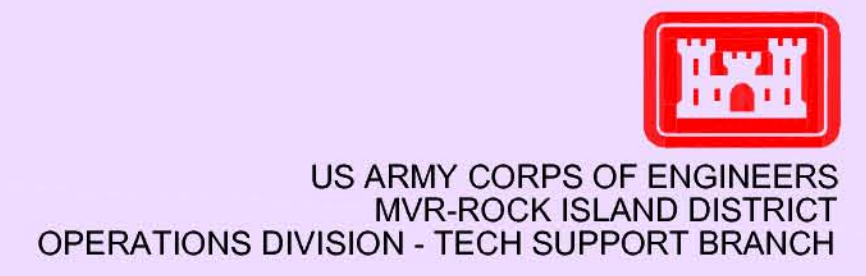 US ARMY CORPS OF ENGINEERS
MVR-ROCK ISLAND DISTRICT
OPERATIONS DIVISION - TECH SUPPORT BRANCH